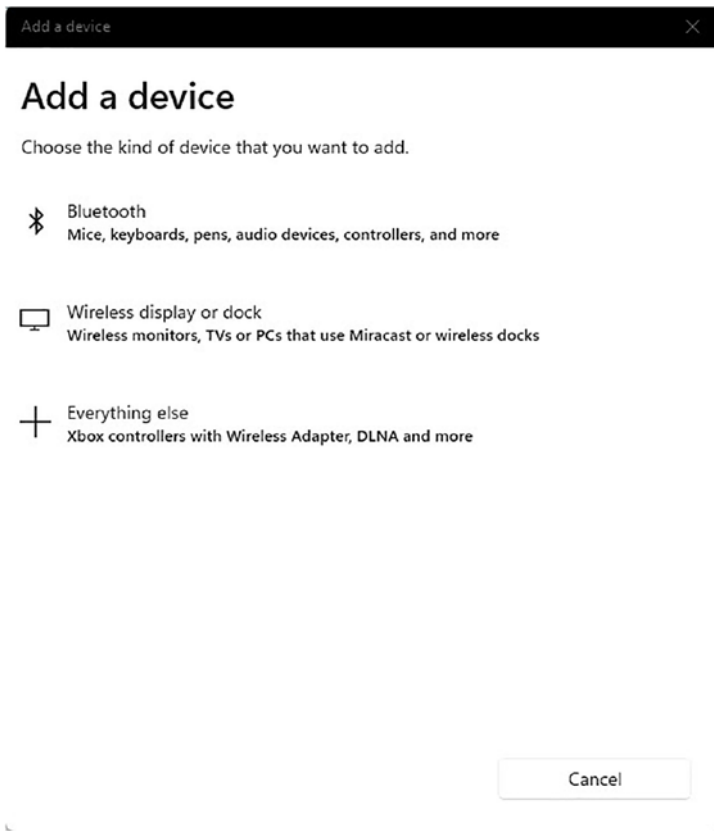 Add a device
Add a device
Choose the kind of device that you want to add.
Bluetooth
Mice, keyboards, pens, audio devices, controllers, and more
Wireless display or dock
Wireless monitors, TVs or PCs that use Miracast or wireless docks
Everything else
Xbox controllers with Wireless Adapter, DLNA and more
Cancel